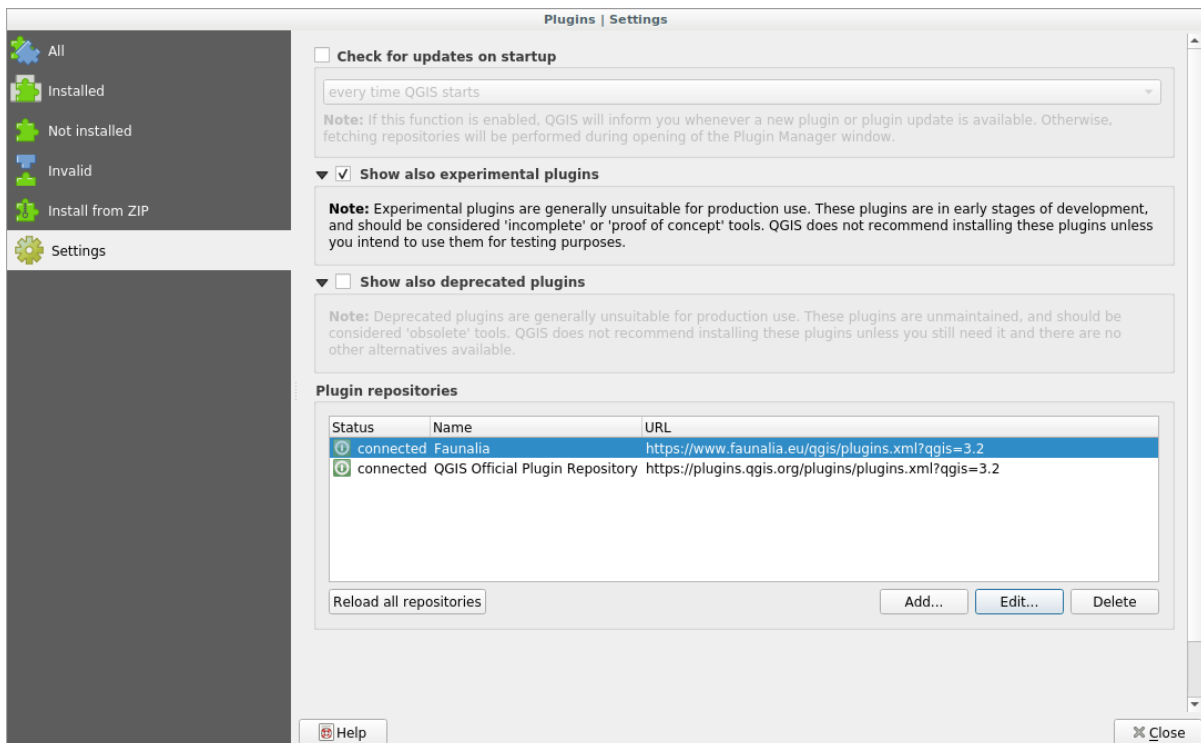 Plugins | Settings
All
Installed
Not installed
Invalid
Install from ZIP
Settings
Check for updates on startup
every time QGIS starts
Note: If this function is enabled, QGIS will inform you whenever a new plugin or plugin update is available. Otherwise,
fetching repositories will be performed during opening of the Plugin Manager window.
Show also experimental plugins
Note: Experimental plugins are generally unsuitable for production use. These plugins are in early stages of development,
and should be considered 'incomplete' or 'proof of concept' tools. QGIS does not recommend installing these plugins unless
you intend to use them for testing purposes.
Show also deprecated plugins
Note: Deprecated plugins are generally unsuitable for production use. These plugins are unmaintained, and should be
considered 'obsolete' tools. QGIS does not recommend installing these plugins unless you still need it and there are no
other alternatives available.
Plugin repositories
Status Name URL
connected Faunalia https://www.faunalia.eu/qgis/plugins.xml?qgis=3.2
connected QGIS Official Plugin Repository https://plugins.qgis.org/plugins/plugins.xml?qgis=3.2
Reload all repositories Add... Edit... Delete
Help Close